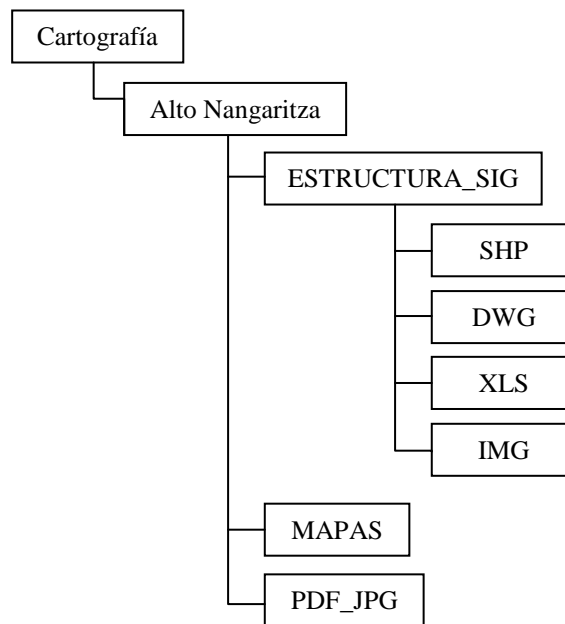 Cartografía
Alto Nangaritza
ESTRUCTURA_SIG
SHP
DWG
XLS
IMG
MAPAS
PDF_JPG